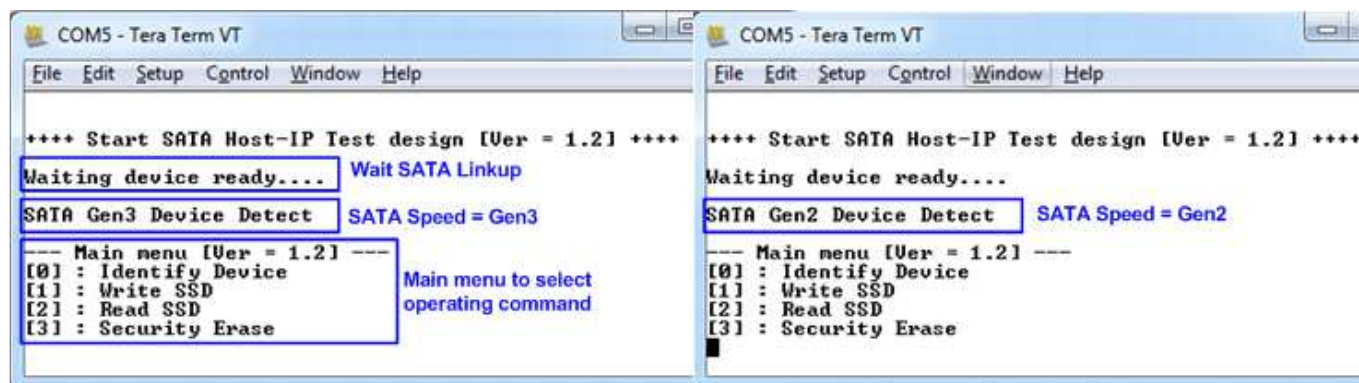 COM5 - Tera Term VT
File Edit Setup Control Window Help
++++ Start SATA Host-IP Test design [Ver = 1.2] ++++
Waiting device ready.... Wait SATA Linkup
SATA Gen3 Device Detect SATA Speed = Gen3
--- Main menu [Ver = 1.2] ---
[0] : Identify Device
[1] : Write SSD
[2] : Read SSD
[3] : Security Erase
Main menu to select
operating command
COM5 - Tera Term VT
File Edit Setup Control Window Help
++++ Start SATA Host-IP Test design [Ver = 1.2] ++++
Waiting device ready....
SATA Gen2 Device Detect SATA Speed = Gen2
--- Main menu [Ver = 1.2] ---
[0] : Identify Device
[1] : Write SSD
[2] : Read SSD
[3] : Security Erase